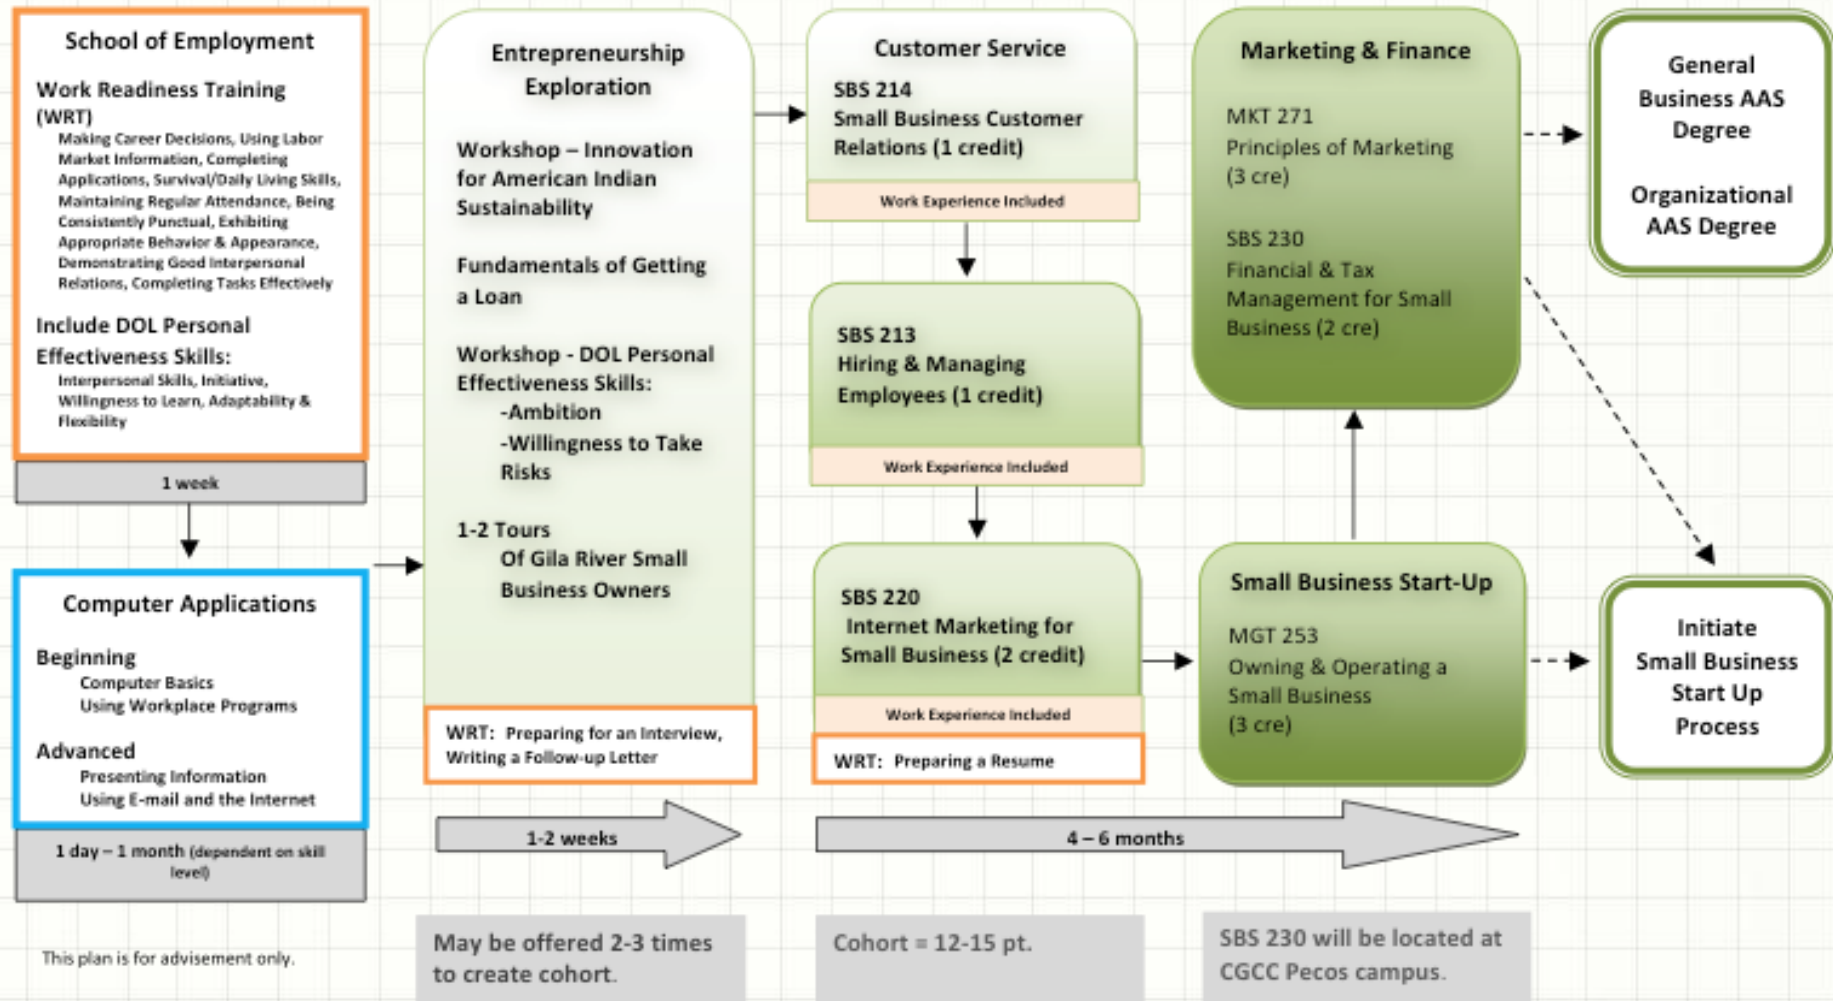 School of Employment
Work Readiness Training
(WRT)
Making Career Decisions, Using Labor
Market Information, Completing
Applications, Survival/Daily Living Skills,
Maintaining Regular Attendance, Being
Consistently Punctual, Exhibiting
Appropriate Behavior & Appearance,
Demonstrating Good Interpersonal
Relations, Completing Tasks Effectively
Include DOL Personal
Effectiveness Skills:
Interpersonal Skills, Initiative,
Willingness to Learn, Adaptability &
Flexibility
1 week
Computer Applications
Beginning
Computer Basics
Using Workplace Programs
Advanced
Presenting Information
Using E-mail and the Internet
1 day – 1 month (dependent on skill
level)
This plan is for advisement only.
Entrepreneurship
Exploration
Workshop – Innovation
for American Indian
Sustainability
Fundamentals of Getting
a Loan
Workshop - DOL Personal
Effectiveness Skills:
-Ambition
-Willingness to Take
Risks
1-2 Tours
Of Gila River Small
Business Owners
WRT: Preparing for an Interview,
Writing a Follow-up Letter
1-2 weeks
May be offered 2-3 times
to create cohort.
Customer Service
SBS 214
Small Business Customer
Relations (1 credit)
Work Experience Included
SBS 213
Hiring & Managing
Employees (1 credit)
Work Experience Included
SBS 220
Internet Marketing for
Small Business (2 credit)
Work Experience Included
WRT: Preparing a Resume
4 – 6 months
Cohort = 12-15 pt.
Marketing & Finance
MKT 271
Principles of Marketing
(3 cre)
SBS 230
Financial & Tax
Management for Small
Business (2 cre)
Small Business Start-Up
MGT 253
Owning & Operating a
Small Business
(3 cre)
SBS 230 will be located at
CGCC Pecos campus.
General
Business AAS
Degree
Organizational
AAS Degree
Initiate
Small Business
Start Up
Process